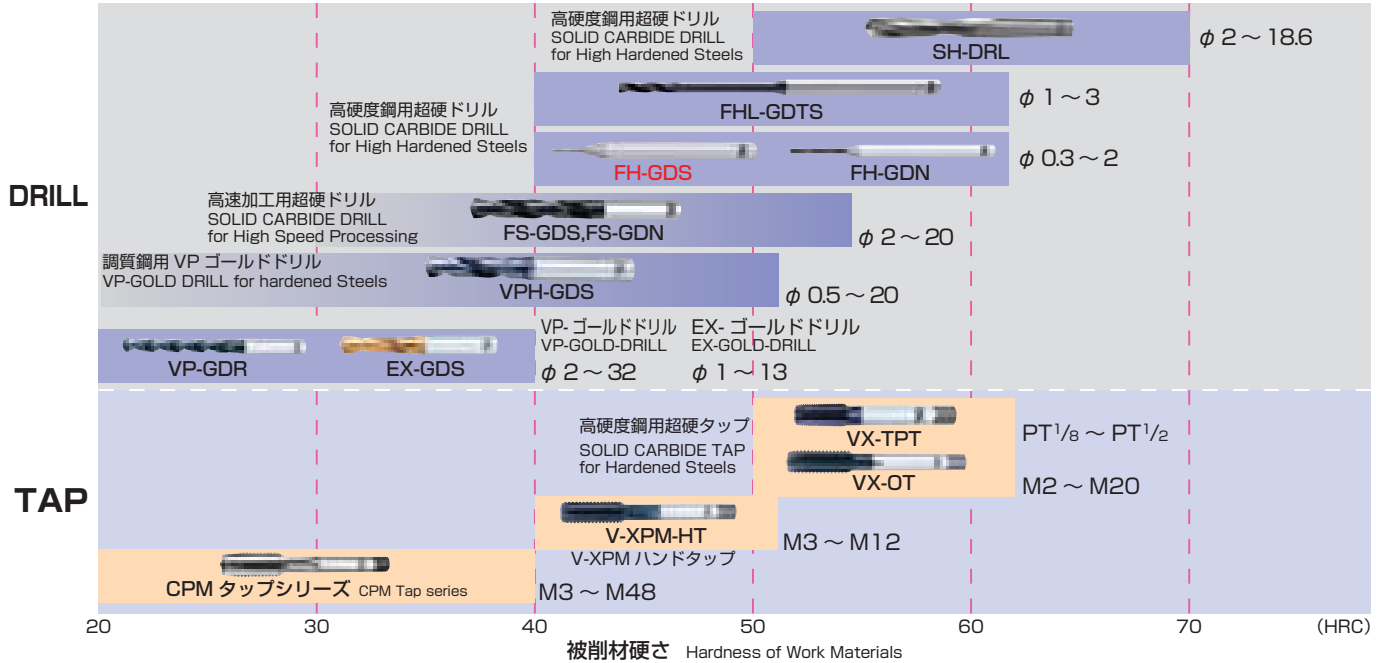 DRILL
高硬度鋼用超硬ドリル
SOLID CARBIDE DRILL
for High Hardened Steels
SH-DRL
φ 2～18.6
高硬度鋼用超硬ドリル
SOLID CARBIDE DRILL
for High Hardened Steels
FHL-GDTS
φ 1～3
FH-GDS
FH-GDN
φ 0.3～2
高速加工用超硬ドリル
SOLID CARBIDE DRILL
for High Speed Processing
FS-GDS,FS-GDN
φ 2～20
調質鋼用 VP ゴールドドリル
VP-GOLD DRILL for hardened Steels
VPH-GDS
φ 0.5～20
VP-GDR
EX-GDS
VP- ゴールドドリル
VP-GOLD-DRILL
φ 2～32
EX- ゴールドドリル
EX-GOLD-DRILL
φ 1～13
TAP
高硬度鋼用超硬タップ
SOLID CARBIDE TAP
for Hardened Steels
VX-TPT
PT1/8 ～ PT1/2
VX-OT
M2 ～ M20
V-XPM-HT
V-XPM ハンドタップ
M3 ～ M12
CPM タップシリーズ CPM Tap series
M3 ～ M48
20 30 40 50 60 70 (HRC)
被削材硬さ Hardness of Work Materials